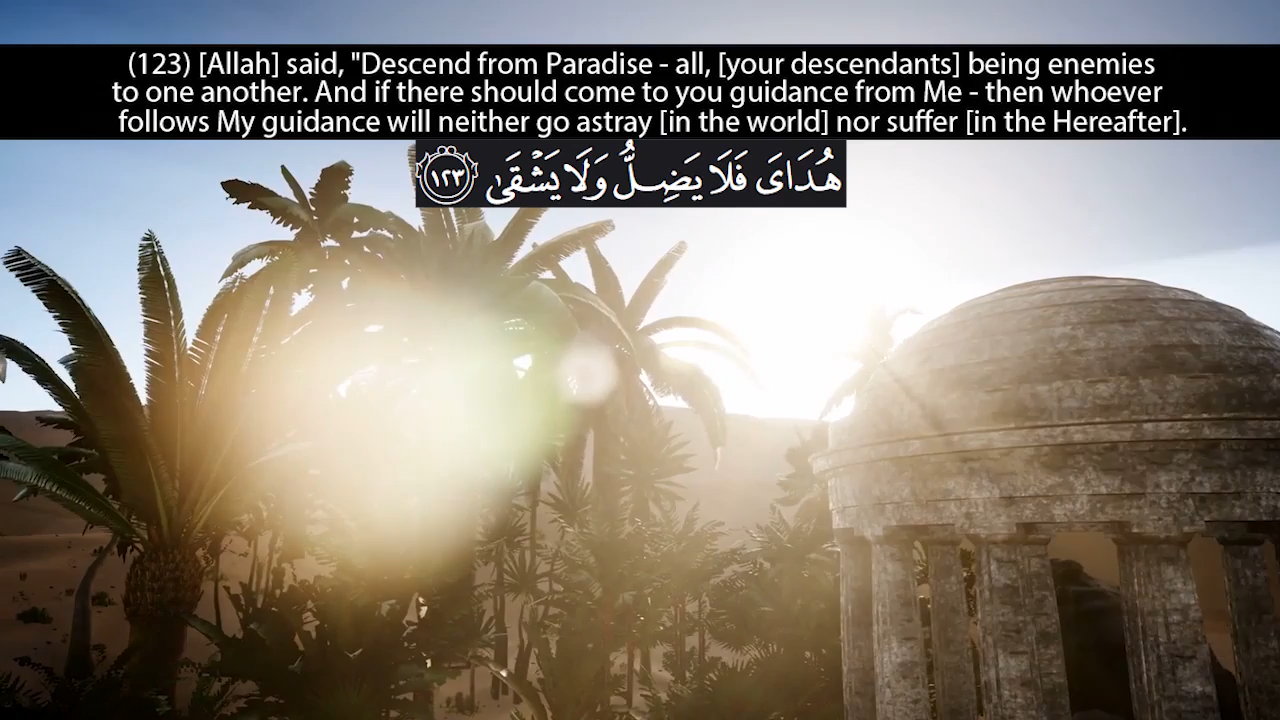 (123) [Allah] said, "Descend from Paradise - all, [your descendants] being enemies
to one another. And if there should come to you guidance from Me - then whoever
follows My guidance will neither go astray [in the world] nor suffer [in the Hereafter].
هُدَاىَ فَلَا يَضِلُّ وَلَا يَشْقَىٰ ١٢٣